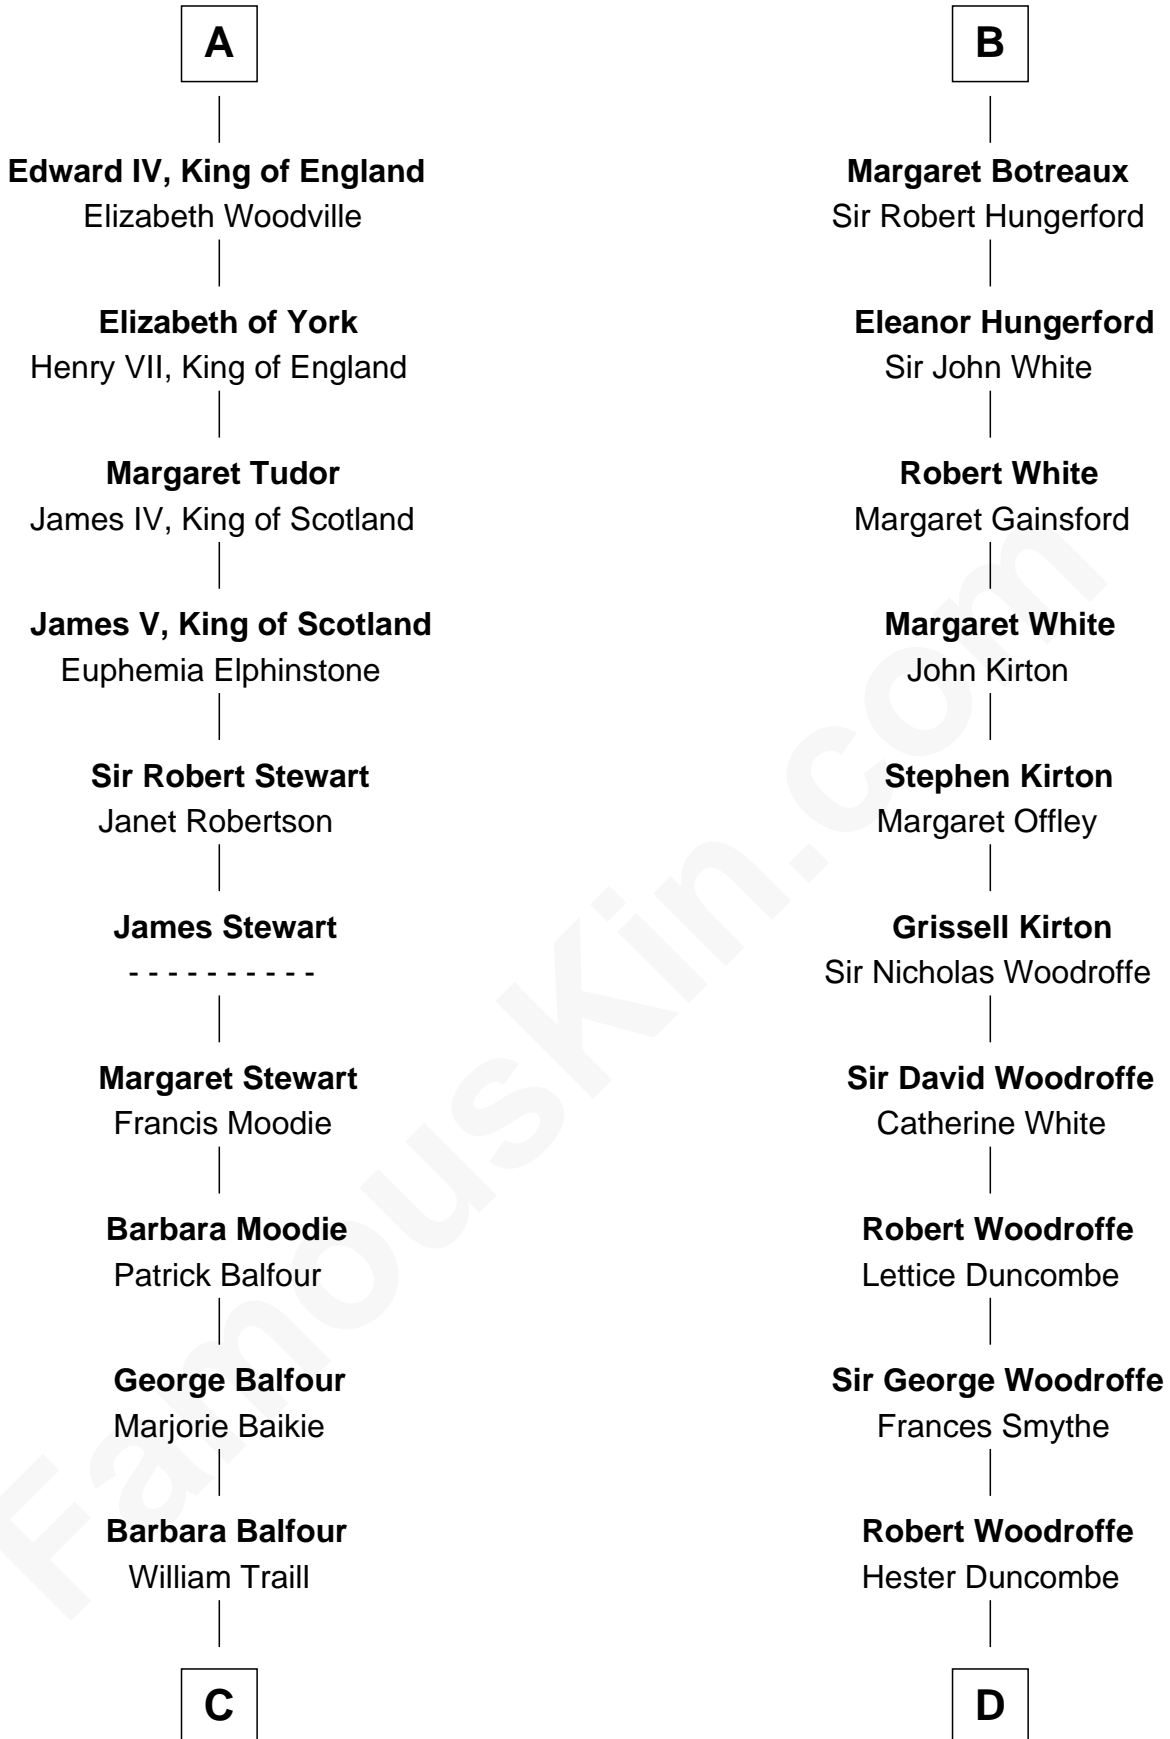 A
Edward IV, King of England
Elizabeth Woodville
Elizabeth of York
Henry VII, King of England
Margaret Tudor
James IV, King of Scotland
James V, King of Scotland
Euphemia Elphinstone
Sir Robert Stewart
Janet Robertson
James Stewart
- - - - - - - - - -
Margaret Stewart
Francis Moodie
Barbara Moodie
Patrick Balfour
George Balfour
Marjorie Baikie
Barbara Balfour
William Traill
C
B
Margaret Botreaux
Sir Robert Hungerford
Eleanor Hungerford
Sir John White
Robert White
Margaret Gainsford
Margaret White
John Kirton
Stephen Kirton
Margaret Offley
Grissell Kirton
Sir Nicholas Woodroffe
Sir David Woodroffe
Catherine White
Robert Woodroffe
Lettice Duncombe
Sir George Woodroffe
Frances Smythe
Robert Woodroffe
Hester Duncombe
D
FamousKin.com